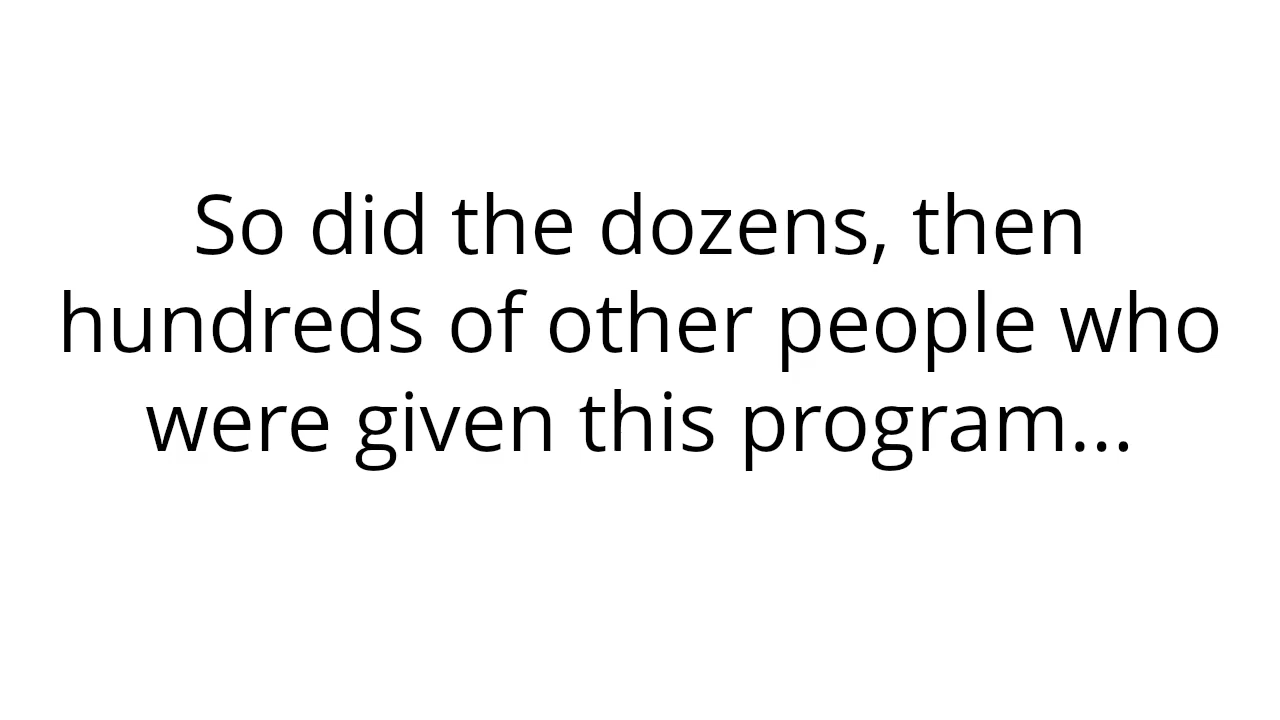 So did the dozens, then
hundreds of other people who
were given this program...